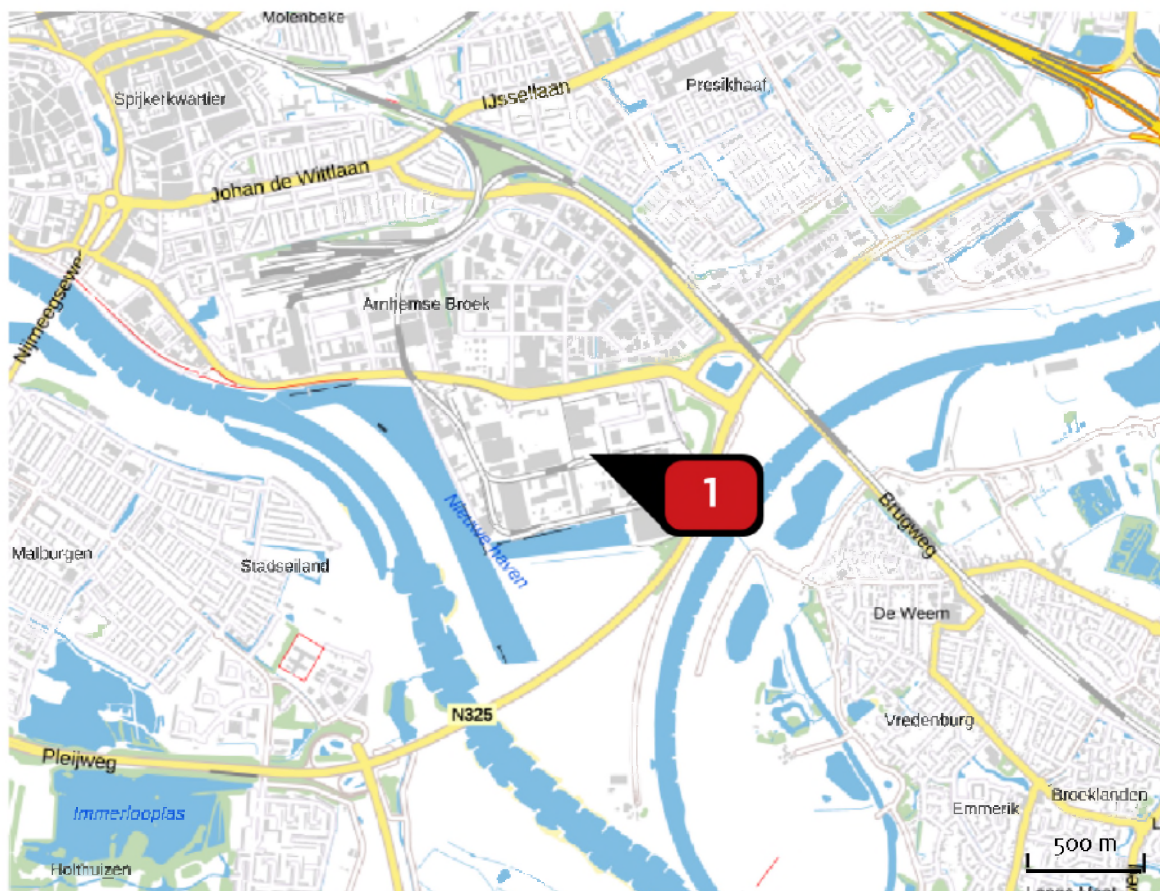 Molenbeke
Spijkerkwartier
IJssellaan
Presikhaaf
Johan de Wittlaan
Nijmeegseweg
Arnhemse Broek
1
Nieuwe haven
Brugweg
Malburgen
Stadseiland
De Weem
N325
Vredenburg
Pleijweg
Immerlooplas
Emmerik
Broeklanden
500 m
Holthuizen